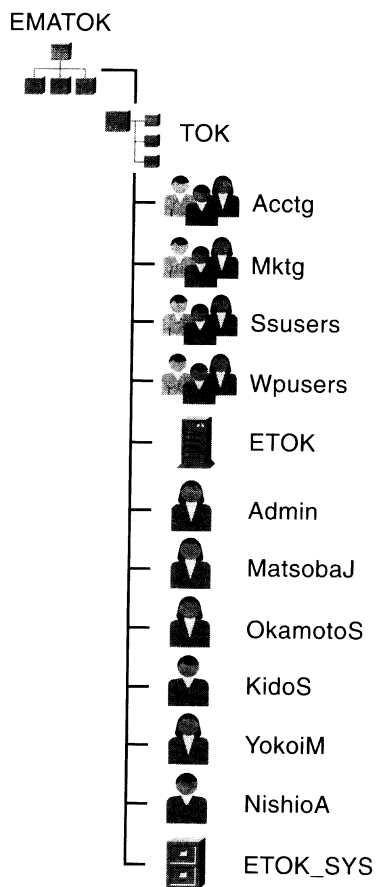 EMATOK
TOK
Acctg
Mktg
Ssusers
Wpusers
ETOK
Admin
MatsobaJ
OkamotoS
KidoS
YokoiM
NishioA
ETOK_SYS